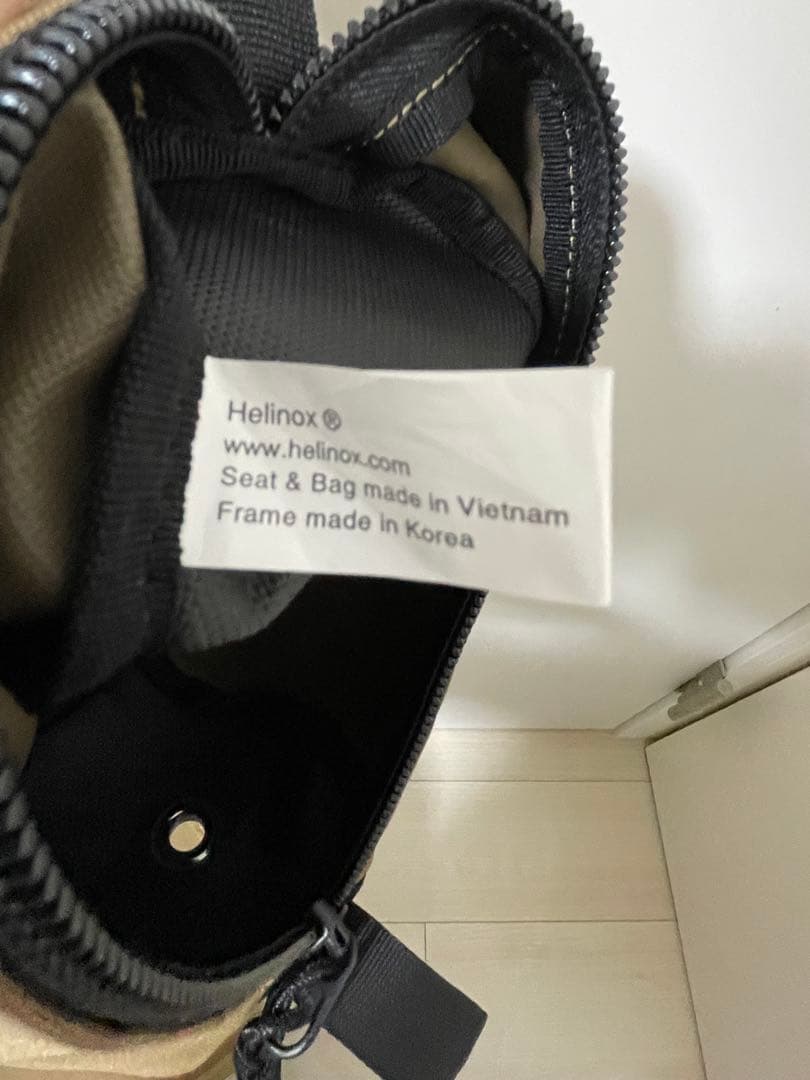 Helinox®
www.helinox.com
Seat & Bag made in Vietnam
Frame made in Korea